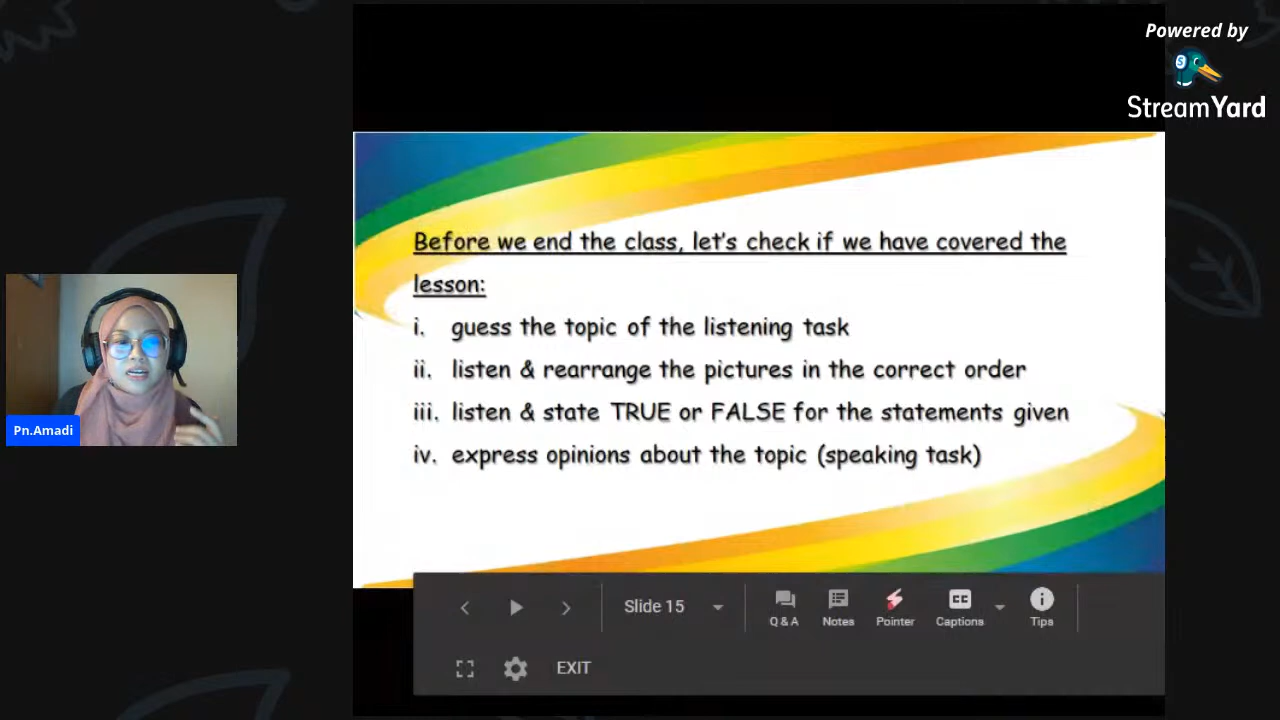 Powered by
StreamYard
Before we end the class, let's check if we have covered the
lesson:
i. guess the topic of the listening task
ii. listen & rearrange the pictures in the correct order
iii. listen & state TRUE or FALSE for the statements given
iv. express opinions about the topic (speaking task)
Pn.Amadi
Slide 15
Q & A
Notes
Pointer
CC
Captions
Tips
EXIT